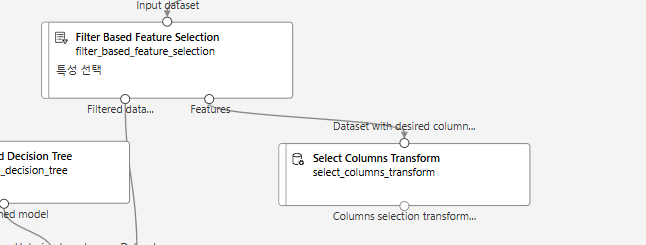 Input dataset
Filter Based Feature Selection
filter_based_feature_selection
특성 선택
Filtered data...
Features
Dataset with desired column...
d Decision Tree
_decision_tree
Select Columns Transform
select_columns_transform
ned model
Columns selection transform...